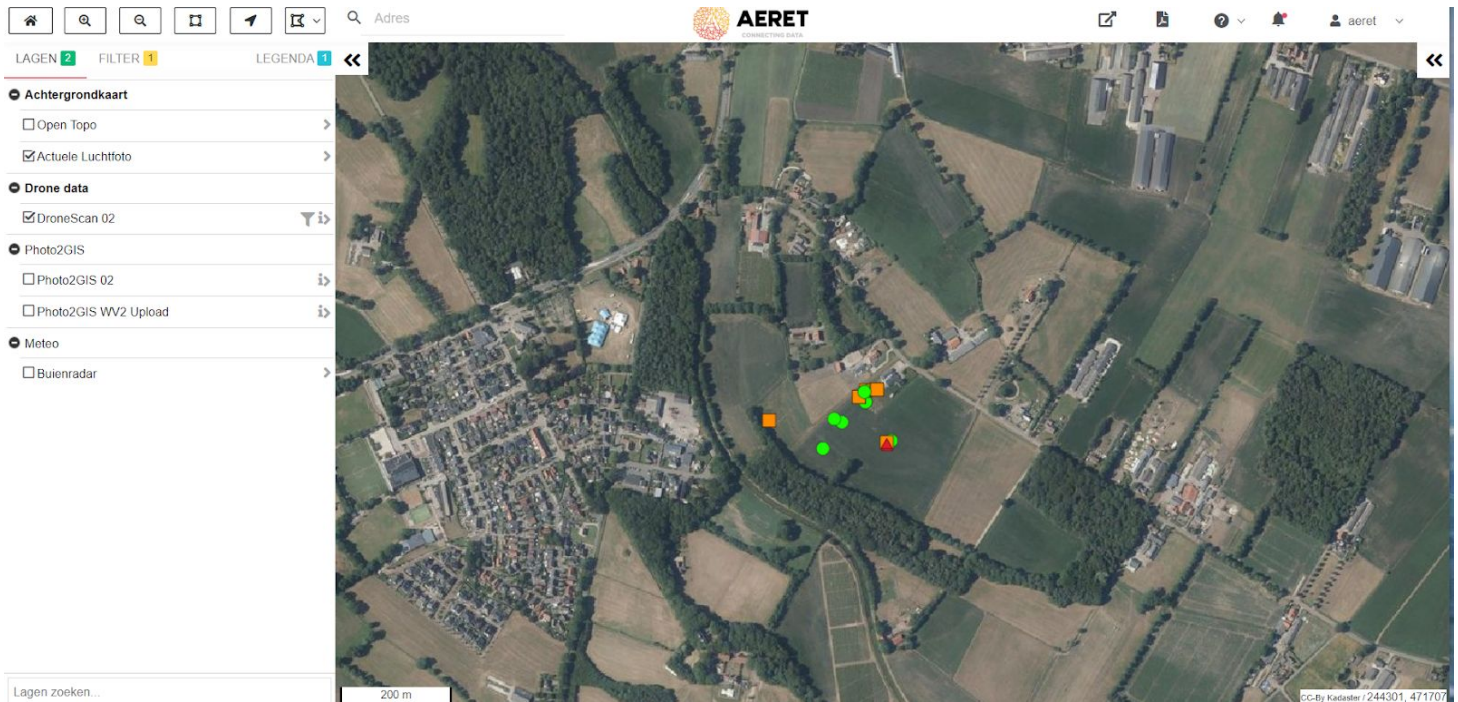 Adres
AERET
CONNECTING DATA
aeret
LAGEN 2 FILTER 1 LEGENDA 1
Achtergrondkaart
Open Topo
Actuele Luchtfoto
Drone data
DroneScan 02
Photo2GIS
Photo2GIS 02
Photo2GIS WV2 Upload
Meteo
Buienradar
Lagen zoeken...
200 m
CC-By Kadaster / 244301, 471707